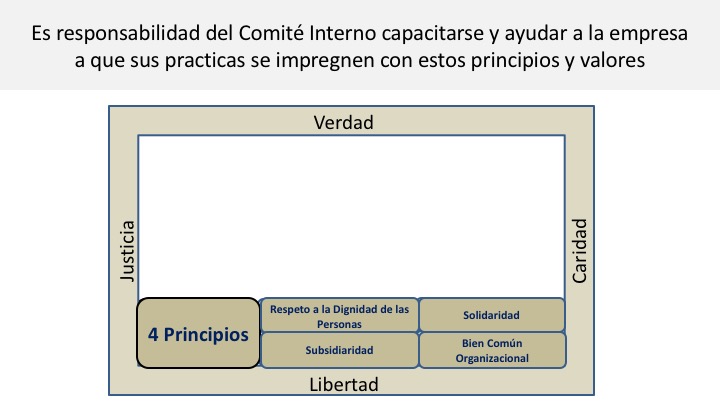 Es responsabilidad del Comité Interno capacitarse y ayudar a la empresa
a que sus practicas se impregnen con estos principios y valores
Verdad
Justicia
Caridad
4 Principios
Respeto a la Dignidad de las
Personas
Solidaridad
Subsidiaridad
Bien Común
Organizacional
Libertad